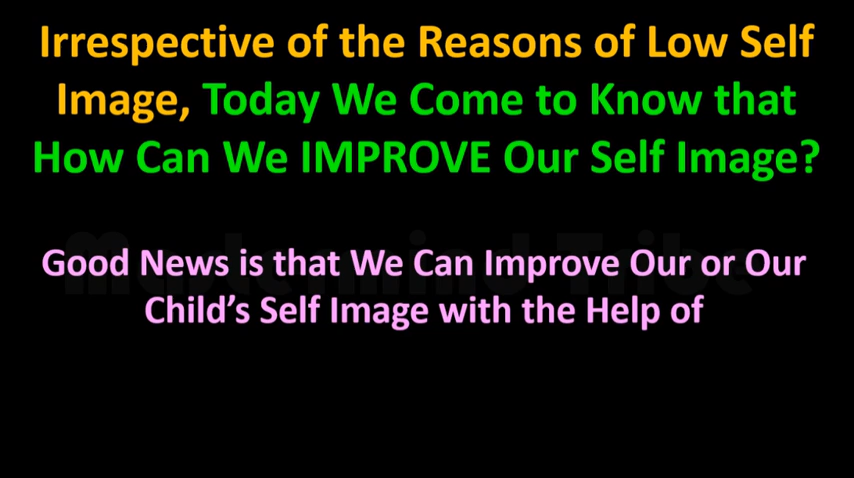 Irrespective of the Reasons of Low Self
Image, Today We Come to Know that
How Can We IMPROVE Our Self Image?
Mastermind Tribe
Good News is that We Can Improve Our or Our
Child's Self Image with the Help of